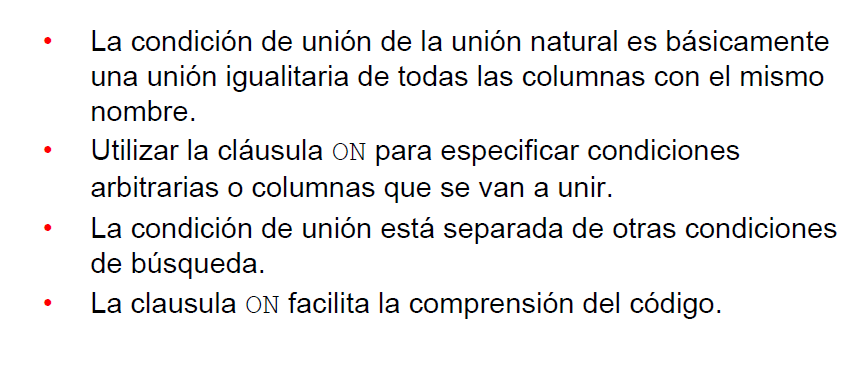 • La condición de unión de la unión natural es básicamente
una unión igualitaria de todas las columnas con el mismo
nombre.
• Utilizar la cláusula ON para especificar condiciones
arbitrarias o columnas que se van a unir.
• La condición de unión está separada de otras condiciones
de búsqueda.
• La clausula ON facilita la comprensión del código.